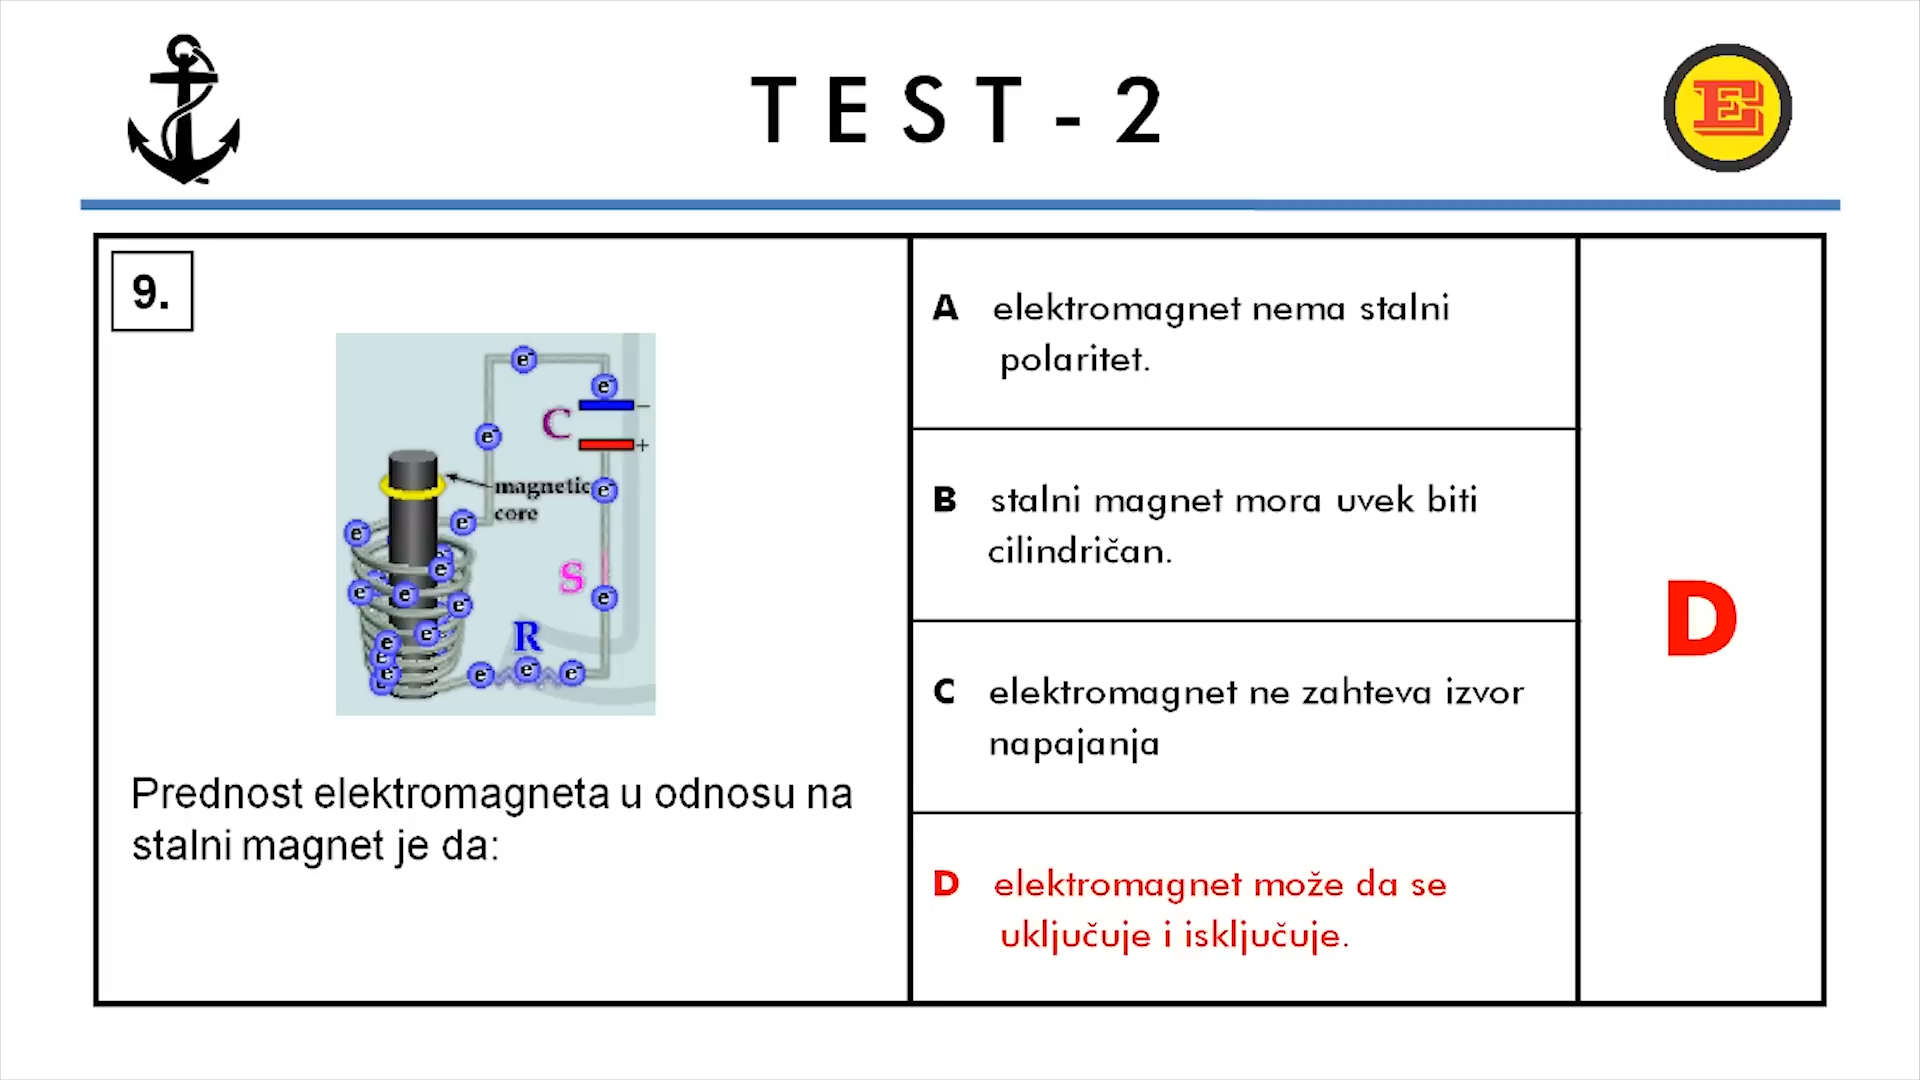 TEST-2
E
9.
e⁻
e⁻
C
−
e⁻
+
magnetic
core
e⁻
e⁻
e⁻
e⁻
e⁻
S
e⁻
e⁻
e⁻
e⁻
R
e⁻
e⁻
e⁻
e⁻
e⁻
e⁻
Prednost elektromagneta u odnosu na
stalni magnet je da:
A elektromagnet nema stalni
polaritet.
B stalni magnet mora uvek biti
cilindričan.
C elektromagnet ne zahteva izvor
napajanja
D elektromagnet može da se
uključuje i isključuje.
D